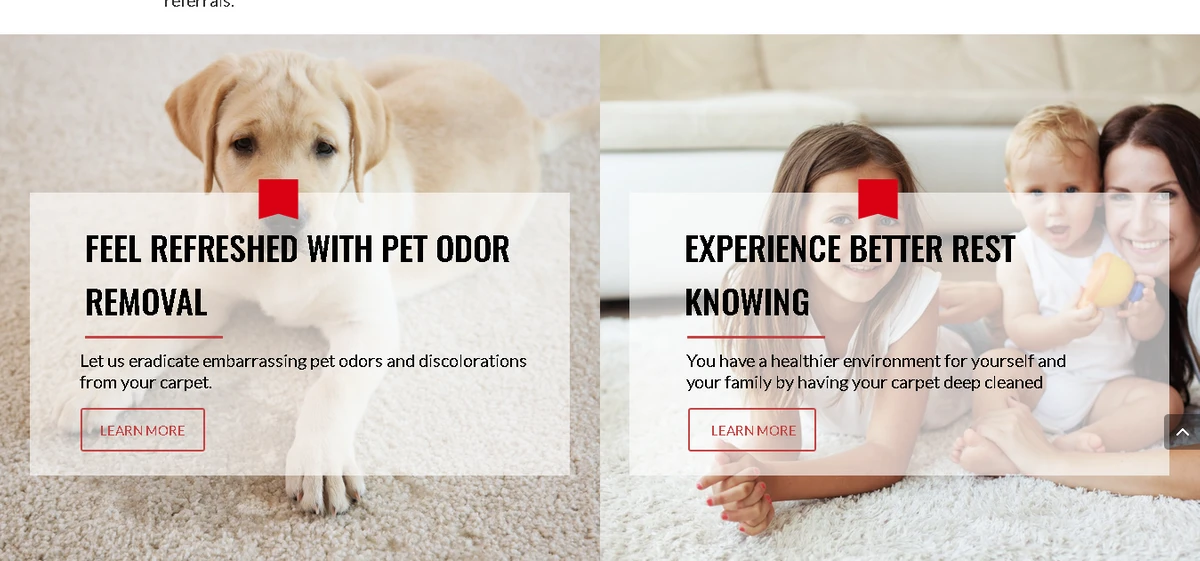 referrals.
FEEL REFRESHED WITH PET ODOR
REMOVAL
Let us eradicate embarrassing pet odors and discolorations
from your carpet.
LEARN MORE
EXPERIENCE BETTER REST
KNOWING
You have a healthier environment for yourself and
your family by having your carpet deep cleaned
LEARN MORE